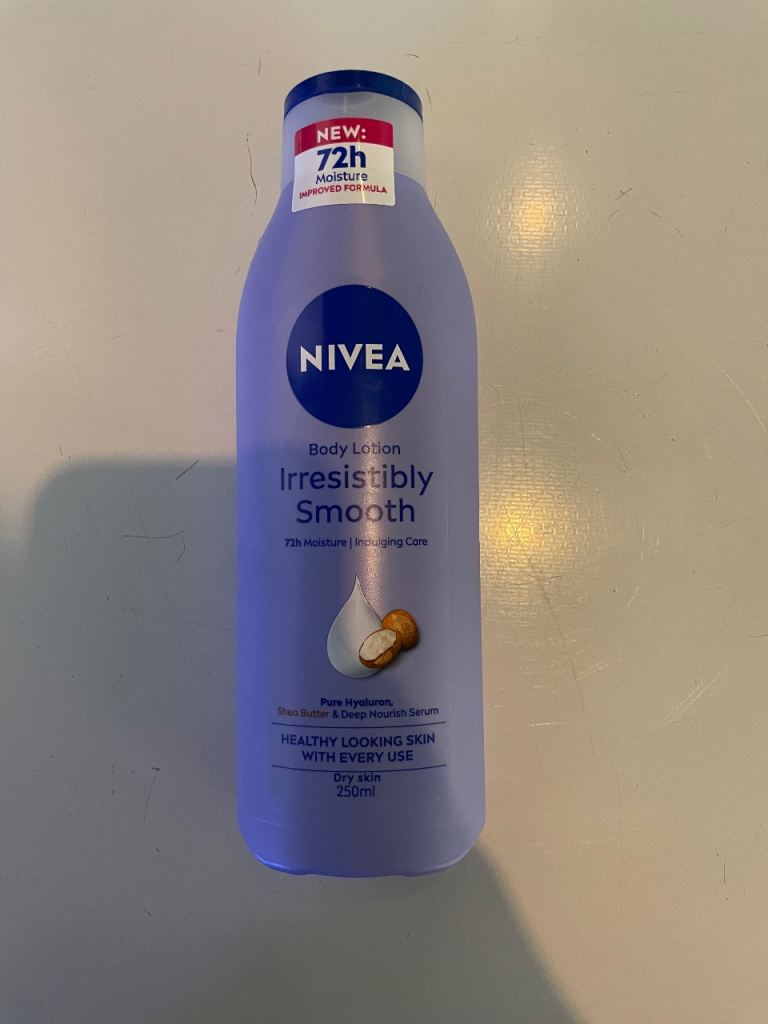 NEW:
72h
Moisture
IMPROVED FORMULA
NIVEA
Body Lotion
Irresistibly
Smooth
72h Moisture | Indulging Care
Pure Hyaluron,
Shea Butter & Deep Nourish Serum
HEALTHY LOOKING SKIN
WITH EVERY USE
Dry skin
250ml